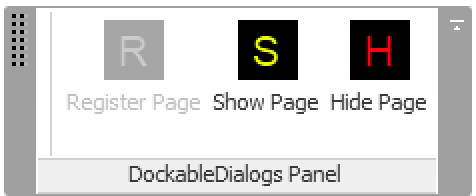 R S H
Register Page Show Page Hide Page
DockableDialogs Panel